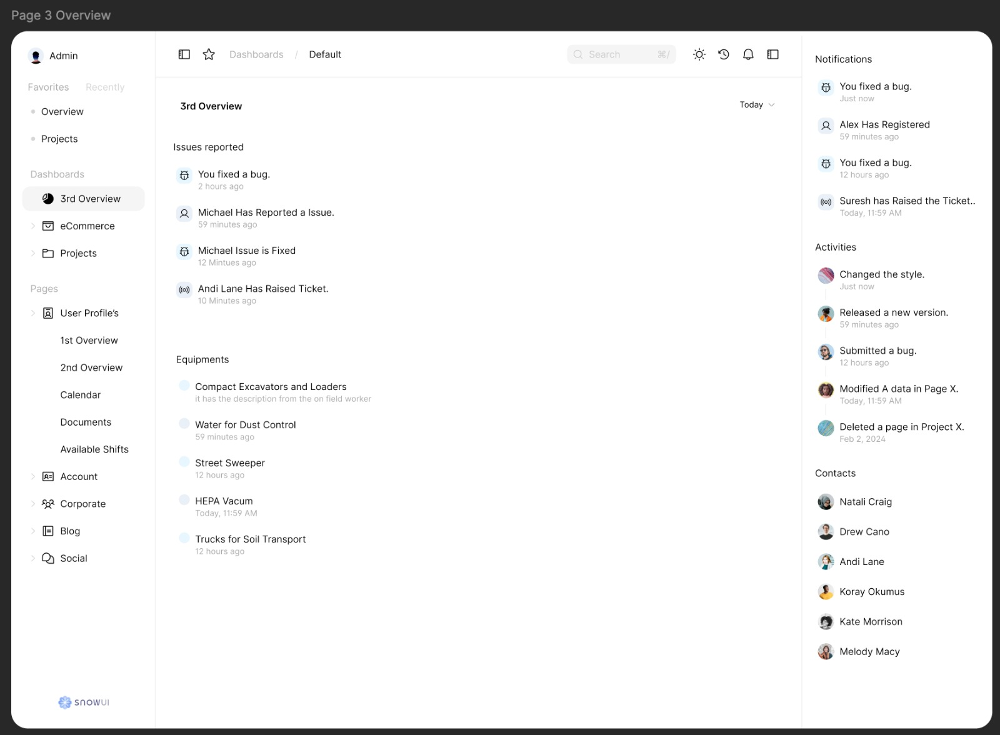 Page 3 Overview
Admin
Favorites Recently
Overview
Projects
Dashboards
3rd Overview
eCommerce
Projects
Pages
User Profile's
1st Overview
2nd Overview
Calendar
Documents
Available Shifts
Account
Corporate
Blog
Social
SNOWUI
Dashboards / Default
Search ⌘/
3rd Overview
Today
Issues reported
You fixed a bug.
2 hours ago
Michael Has Reported a Issue.
59 minutes ago
Michael Issue is Fixed
12 Mintues ago
Andi Lane Has Raised Ticket.
10 Minutes ago
Equipments
Compact Excavators and Loaders
it has the description from the on field worker
Water for Dust Control
59 minutes ago
Street Sweeper
12 hours ago
HEPA Vacum
Today, 11:59 AM
Trucks for Soil Transport
12 hours ago
Notifications
You fixed a bug.
Just now
Alex Has Registered
59 minutes ago
You fixed a bug.
12 hours ago
Suresh has Raised the Ticket..
Today, 11:59 AM
Activities
Changed the style.
Just now
Released a new version.
59 minutes ago
Submitted a bug.
12 hours ago
Modified A data in Page X.
Today, 11:59 AM
Deleted a page in Project X.
Feb 2, 2024
Contacts
Natali Craig
Drew Cano
Andi Lane
Koray Okumus
Kate Morrison
Melody Macy